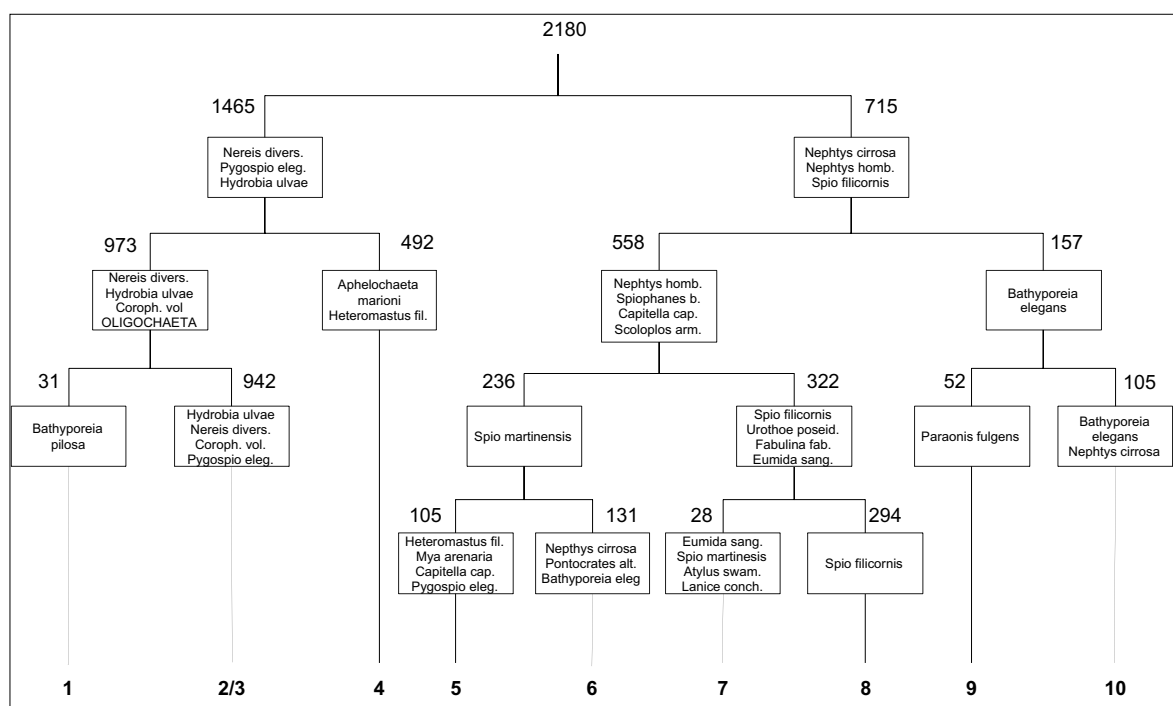 2180
1465
715
Nereis divers.
Pygospio eleg.
Hydrobia ulvae
Nephtys cirrosa
Nephtys homb.
Spio filicornis
973
492
558
157
Nereis divers.
Hydrobia ulvae
Coroph. vol
OLIGOCHAETA
Aphelochaeta
marioni
Heteromastus fil.
Nephtys homb.
Spiophanes b.
Capitella cap.
Scoloplos arm.
Bathyporeia
elegans
31
942
236
322
52
105
Bathyporeia
pilosa
Hydrobia ulvae
Nereis divers.
Coroph. vol.
Pygospio eleg.
Spio martinensis
Spio filicornis
Urothoe poseid.
Fabulina fab.
Eumida sang.
Paraonis fulgens
Bathyporeia
elegans
Nephtys cirrosa
105
131
28
294
Heteromastus fil.
Mya arenaria
Capitella cap.
Pygospio eleg.
Nepthys cirrosa
Pontocrates alt.
Bathyporeia eleg
Eumida sang.
Spio martinesis
Atylus swam.
Lanice conch.
Spio filicornis
1
2/3
4
5
6
7
8
9
10